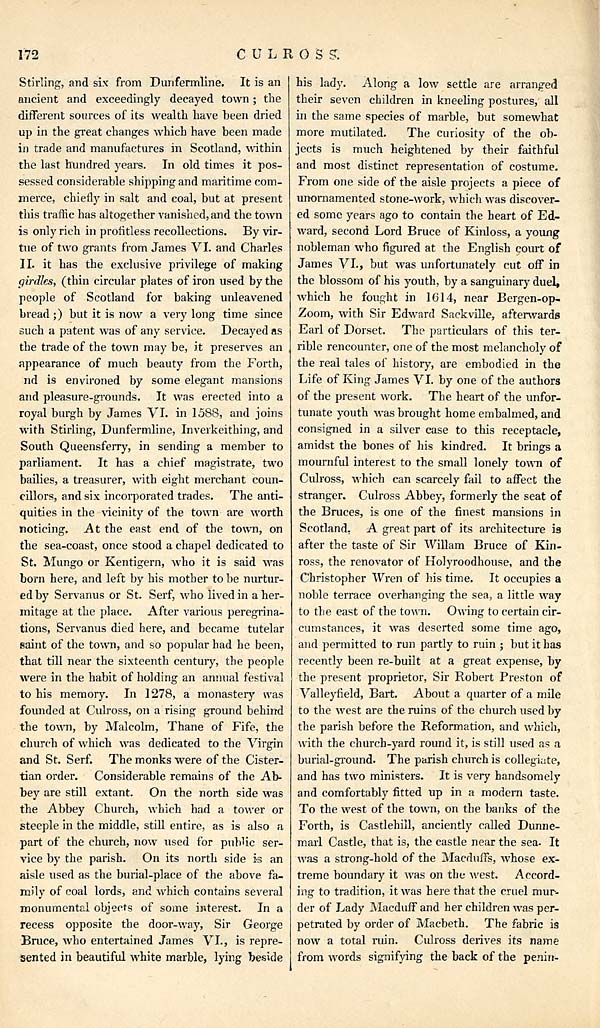 172
CULROSS.
Stirling, and six from Dunfermline. It is an
ancient and exceedingly decayed town; the
different sources of its wealth have been dried
up in the great changes which have been made
in trade and manufactures in Scotland, within
the last hundred years. In old times it pos-
sessed considerable shipping and maritime com-
merce, chiefly in salt and coal, but at present
this traffic has altogether vanished, and the town
is only rich in profitless recollections. By vir-
tue of two grants from James VI. and Charles
II. it has the exclusive privilege of making
girdles, (thin circular plates of iron used by the
people of Scotland for baking unleavened
bread;) but it is now a very long time since
such a patent was of any service. Decayed as
the trade of the town may be, it preserves an
appearance of much beauty from the Forth,
nd is environed by some elegant mansions
and pleasure-grounds. It was erected into a
royal burgh by James VI. in 1588, and joins
with Stirling, Dunfermline, Inverkeithing, and
South Queensferry, in sending a member to
parliament. It has a chief magistrate, two
bailies, a treasurer, with eight merchant coun-
cillors, and six incorporated trades. The anti-
quities in the vicinity of the town are worth
noticing. At the east end of the town, on
the sea-coast, once stood a chapel dedicated to
St. Mungo or Kentigern, who it is said was
born here, and left by his mother to be nurtur-
ed by Servanus or St. Serf, who lived in a her-
mitage at the place. After various peregrina-
tions, Servanus died here, and became tutelar
saint of the town, and so popular had he been,
that till near the sixteenth century, the people
were in the habit of holding an annual festival
to his memory. In 1278, a monastery was
founded at Culross, on a rising ground behind
the town, by Malcolm, Thane of Fife, the
church of which was dedicated to the Virgin
and St. Serf. The monks were of the Cister-
tian order. Considerable remains of the Ab-
bey are still extant. On the north side was
the Abbey Church, which had a tower or
steeple in the middle, still entire, as is also a
part of the church, now used for public ser-
vice by the parish. On its north side is an
aisle used as the burial-place of the above fa-
mily of coal lords, and which contains several
monumental objects of some interest. In a
recess opposite the door-way, Sir George
Bruce, who entertained James VI., is repre-
sented in beautiful white marble, lying beside
his lady. Along a low settle are arranged
their seven children in kneeling postures, all
in the same species of marble, but somewhat
more mutilated. The curiosity of the ob-
jects is much heightened by their faithful
and most distinct representation of costume.
From one side of the aisle projects a piece of
unornamented stone-work, which was discover-
ed some years ago to contain the heart of Ed-
ward, second Lord Bruce of Kinloss, a young
nobleman who figured at the English court of
James VI., but was unfortunately cut off in
the blossom of his youth, by a sanguinary duel,
which he fought in 1614, near Bergen-op-
Zoom, with Sir Edward Sackville, afterwards
Earl of Dorset. The particulars of this ter-
rible rencounter, one of the most melancholy of
the real tales of history, are embodied in the
Life of King James VI. by one of the authors
of the present work. The heart of the unfor-
tunate youth was brought home embalmed, and
consigned in a silver case to this receptacle,
amidst the bones of his kindred. It brings a
mournful interest to the small lonely town of
Culross, which can scarcely fail to affect the
stranger. Culross Abbey, formerly the seat of
the Bruces, is one of the finest mansions in
Scotland. A great part of its architecture is
after the taste of Sir Willam Bruce of Kin-
ross, the renovator of Holyroodhouse, and the
Christopher Wren of his time. It occupies a
noble terrace overhanging the sea, a little way
to the east of the town. Owing to certain cir-
cumstances, it was deserted some time ago,
and permitted to run partly to ruin; but it has
recently been re-built at a great expense, by
the present proprietor, Sir Robert Preston of
Valleyfield, Bart. About a quarter of a mile
to the west are the ruins of the church used by
the parish before the Reformation, and which,
with the church-yard round it, is still used as a
burial-ground. The parish church is collegiate,
and has two ministers. It is very handsomely
and comfortably fitted up in a modern taste.
To the west of the town, on the banks of the
Forth, is Castlehill, anciently called Dunne-
marl Castle, that is, the castle near the sea. It
was a strong-hold of the Macduffs, whose ex-
treme boundary it was on the west. Accord-
ing to tradition, it was here that the cruel mur-
der of Lady Macduff and her children was per-
petrated by order of Macbeth. The fabric is
now a total ruin. Culross derives its name
from words signifying the back of the penin-